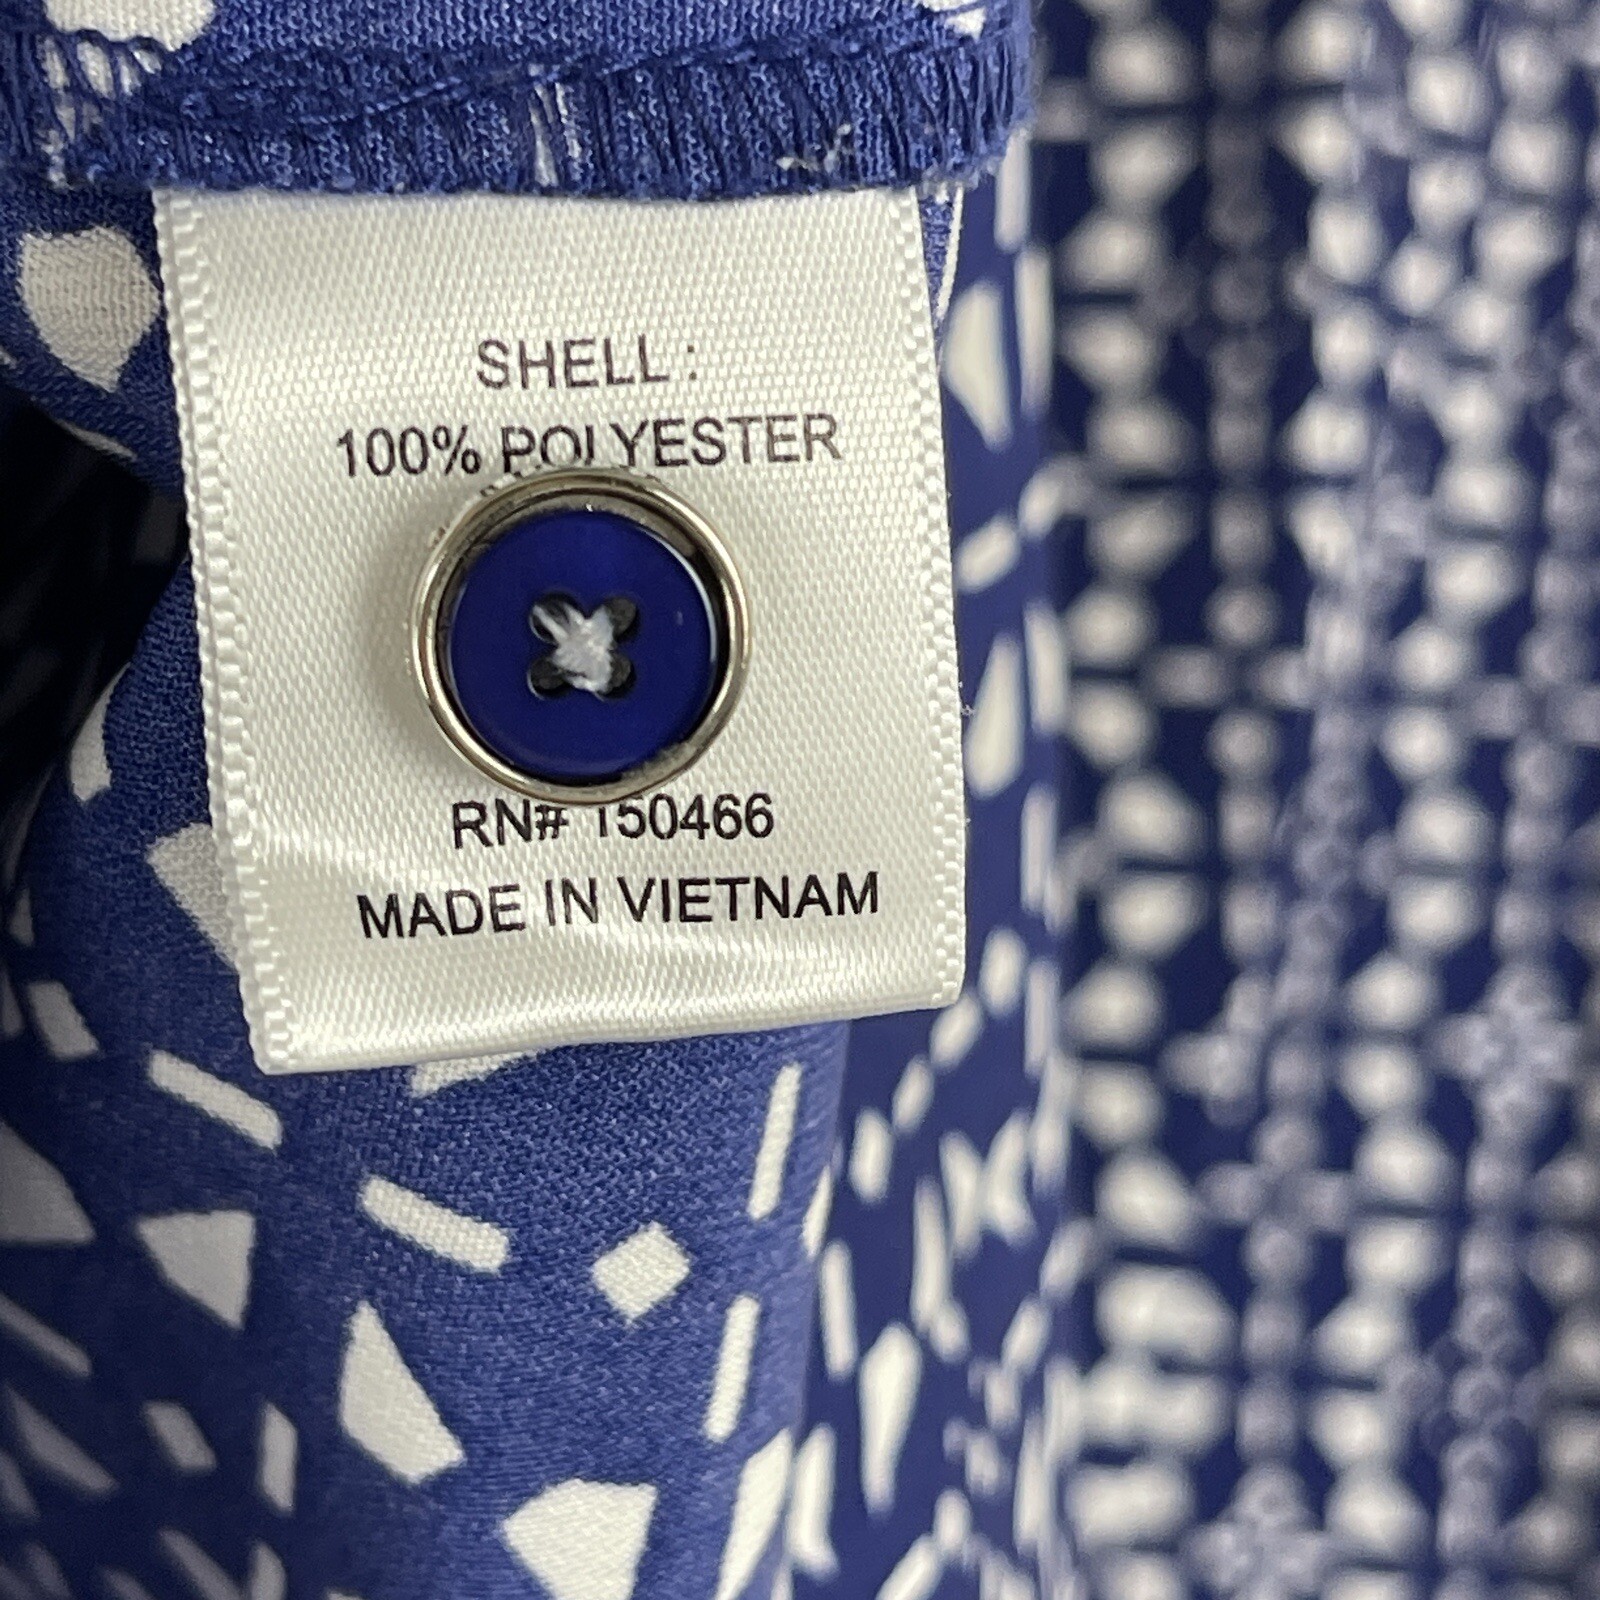 SHELL :
100% POLYESTER
RN# 150466
MADE IN VIETNAM